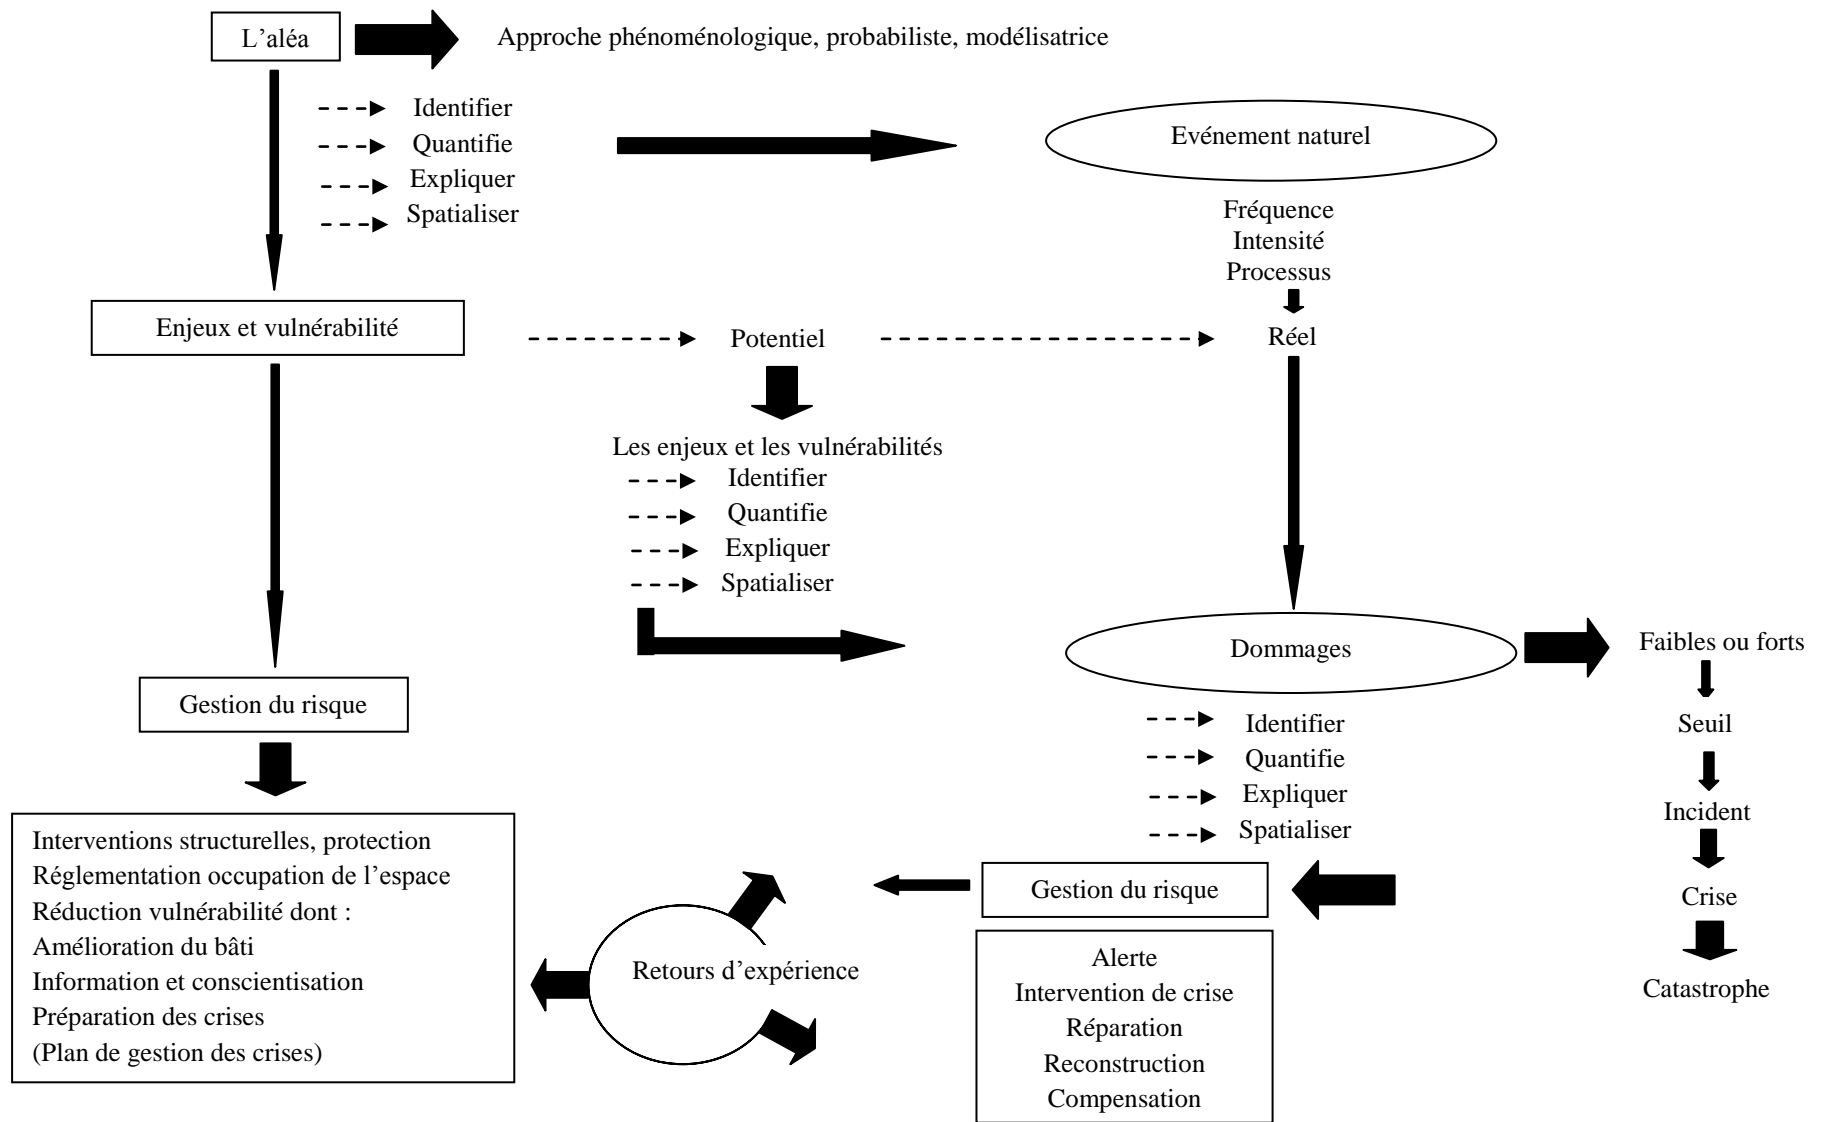 L'aléa
Approche phénoménologique, probabiliste, modélisatrice
Identifier
Quantifie
Expliquer
Spatialiser
Evénement naturel
Fréquence
Intensité
Processus
Enjeux et vulnérabilité
Potentiel
Réel
Les enjeux et les vulnérabilités
Identifier
Quantifie
Expliquer
Spatialiser
Dommages
Faibles ou forts
Seuil
Incident
Crise
Catastrophe
Identifier
Quantifie
Expliquer
Spatialiser
Gestion du risque
Interventions structurelles, protection
Réglementation occupation de l'espace
Réduction vulnérabilité dont :
Amélioration du bâti
Information et conscientisation
Préparation des crises
(Plan de gestion des crises)
Retours d'expérience
Gestion du risque
Alerte
Intervention de crise
Réparation
Reconstruction
Compensation